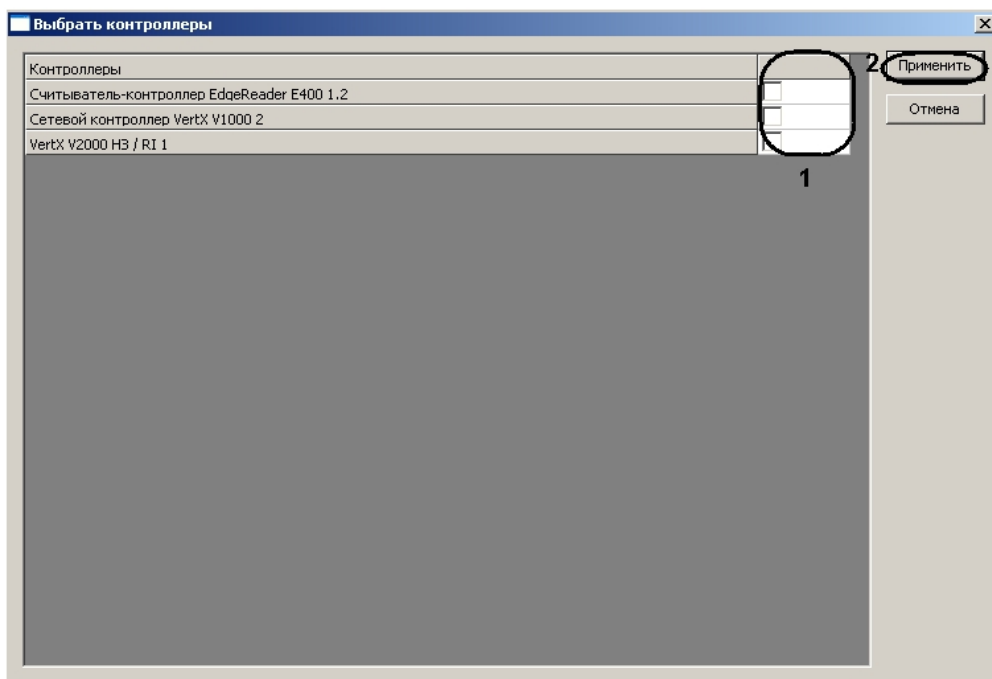 Выбрать контроллеры
Контроллеры
2 Применить
Считыватель-контроллер EdgeReader E400 1.2
Отмена
Сетевой контроллер VertX V1000 2
VertX V2000 НЗ / RI 1
1